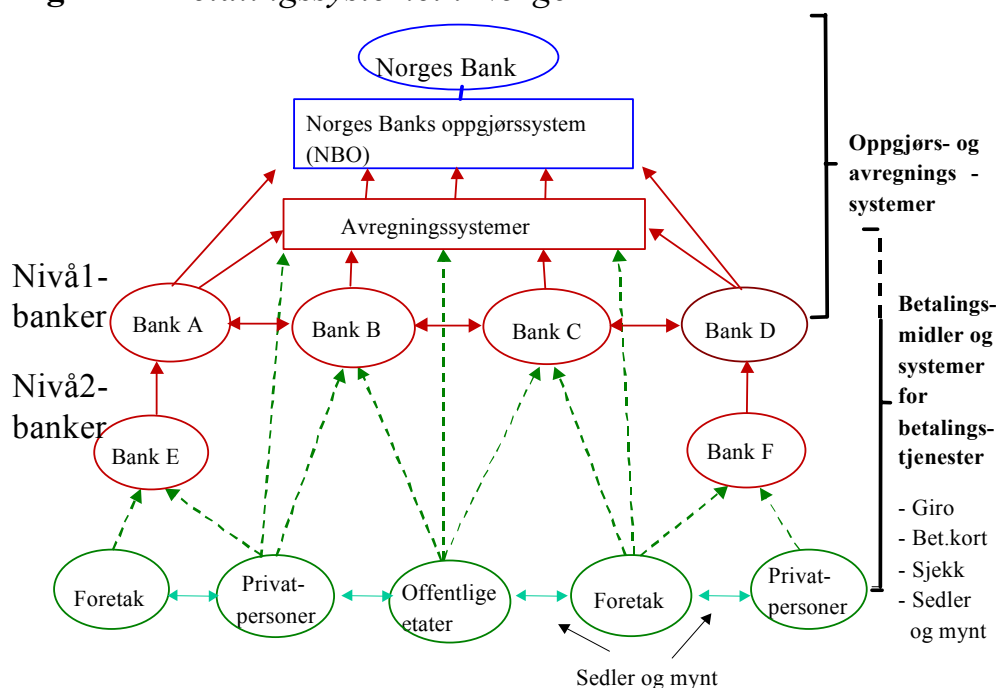 Norges Bank
Norges Banks oppgjørssystem
(NBO)
Oppgjørs- og
avregnings -
systemer
Avregningssystemer
Nivå1-
banker
Bank A
Bank B
Bank C
Bank D
Betalings-
midler og
systemer
for
betalings-
tjenester
Nivå2-
banker
Bank E
Bank F
- Giro
- Bet.kort
- Sjekk
- Sedler
og mynt
Foretak
Privat-
personer
Offentlige
etater
Foretak
Privat-
personer
Sedler og mynt